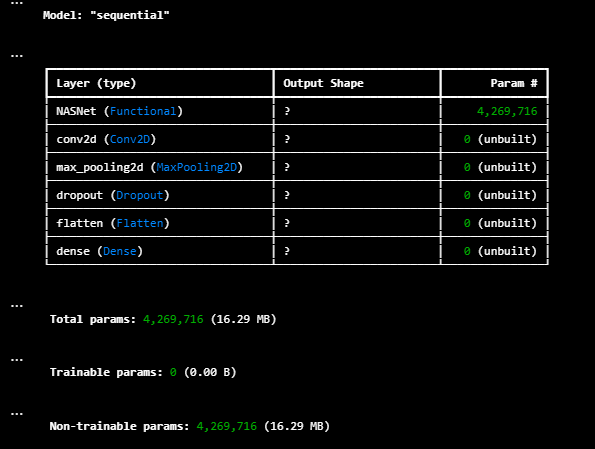 ...
Model: "sequential"
...
Layer (type) Output Shape Param #
NASNet (Functional) ? 4,269,716
conv2d (Conv2D) ? 0 (unbuilt)
max_pooling2d (MaxPooling2D) ? 0 (unbuilt)
dropout (Dropout) ? 0 (unbuilt)
flatten (Flatten) ? 0 (unbuilt)
dense (Dense) ? 0 (unbuilt)
...
Total params: 4,269,716 (16.29 MB)
...
Trainable params: 0 (0.00 B)
...
Non-trainable params: 4,269,716 (16.29 MB)